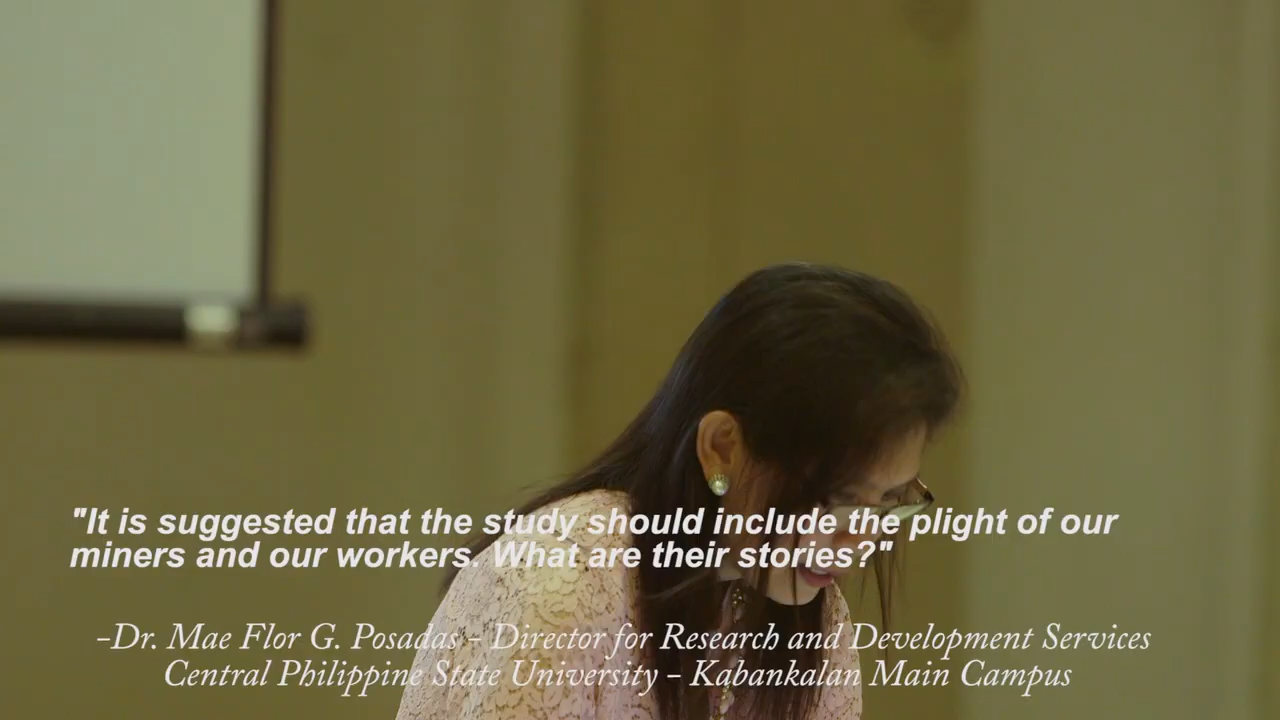 "It is suggested that the study should include the plight of our
miners and our workers. What are their stories?"
-Dr. Mae Flor G. Posadas - Director for Research and Development Services
Central Philippine State University - Kabankalan Main Campus